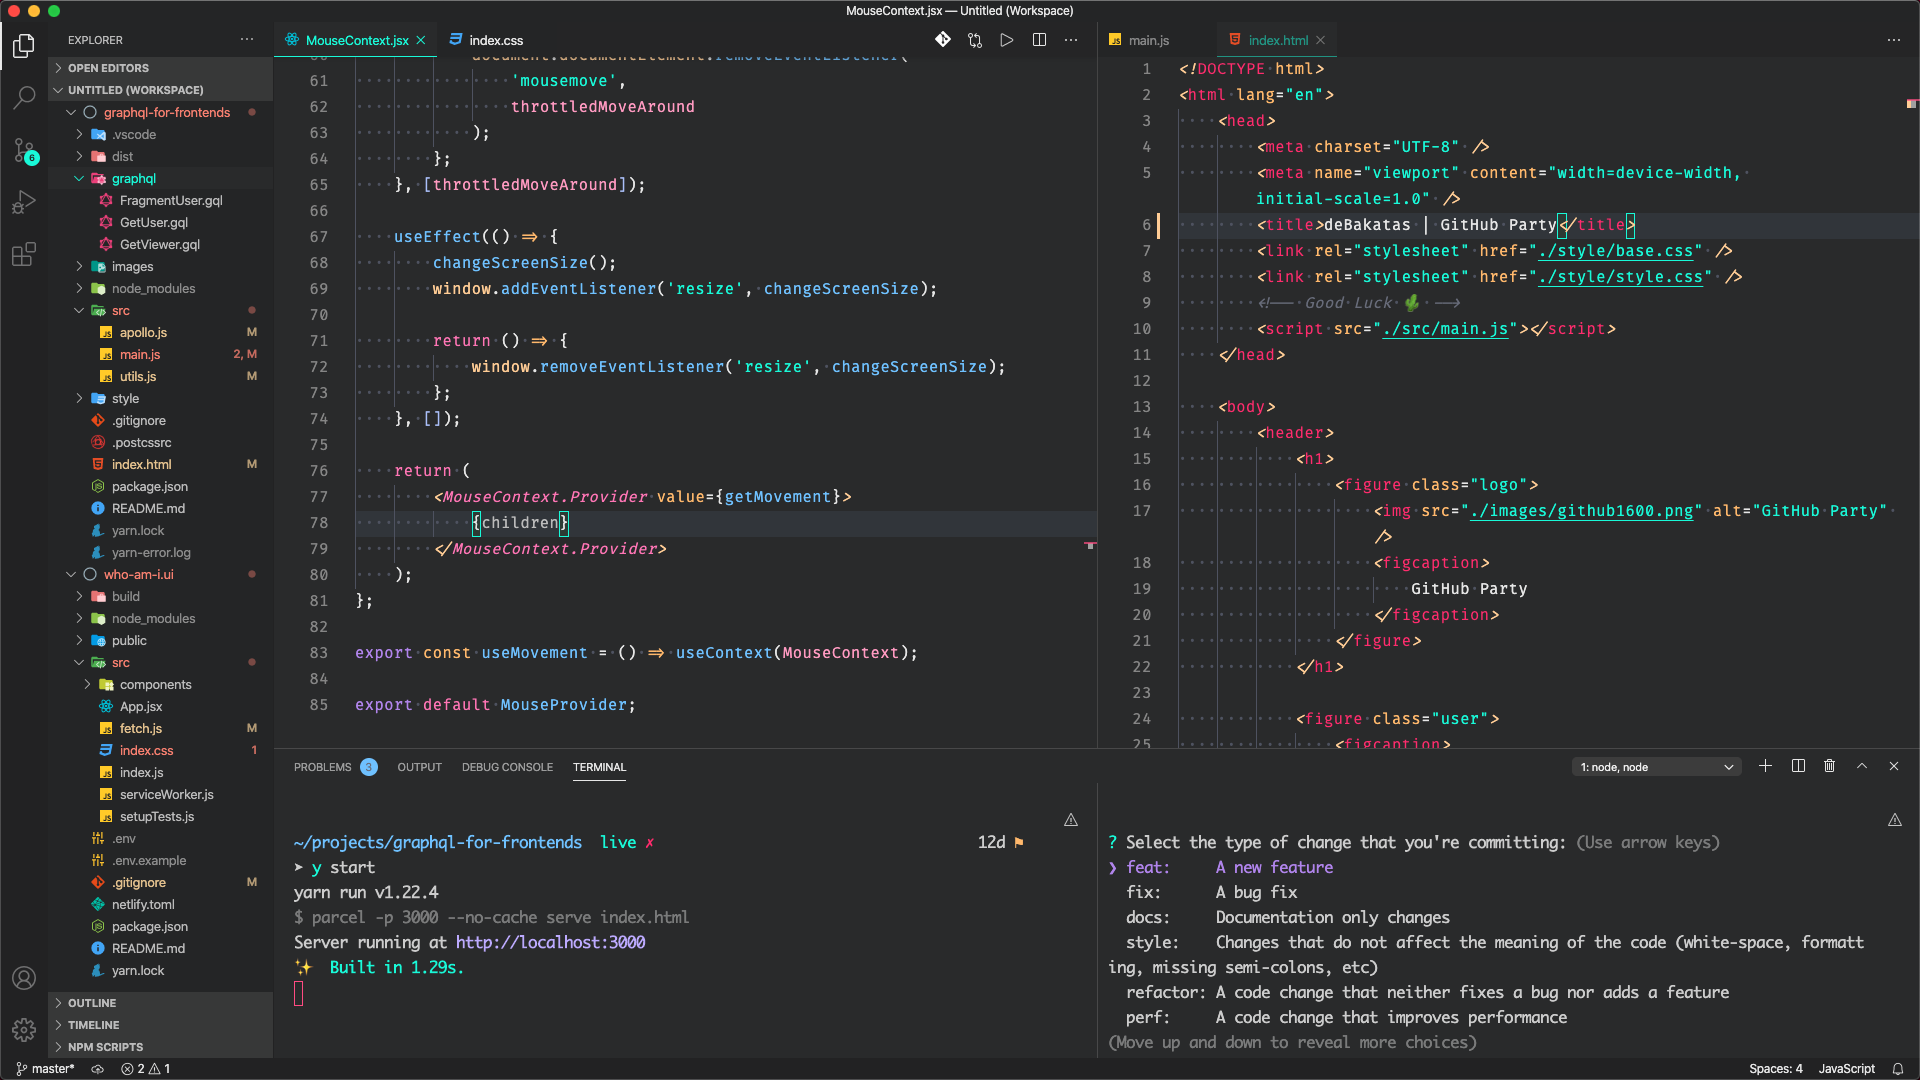 MouseContext.jsx — Untitled (Workspace)
EXPLORER
OPEN EDITORS
UNTITLED (WORKSPACE)
graphql-for-frontends
.vscode
dist
graphql
FragmentUser.gql
GetUser.gql
GetViewer.gql
images
node_modules
src
apollo.js M
main.js 2, M
utils.js M
style
.gitignore
.postcssrc
index.html M
package.json
README.md
yarn.lock
yarn-error.log
who-am-i.ui
build
node_modules
public
src
components
App.jsx
fetch.js M
index.css 1
index.js
serviceWorker.js
setupTests.js
.env
.env.example
.gitignore M
netlify.toml
package.json
README.md
yarn.lock
OUTLINE
TIMELINE
NPM SCRIPTS
6
MouseContext.jsx index.css
document.documentElement.removeEventListener(
61 'mousemove',
62 throttledMoveAround
63 );
64 };
65 }, [throttledMoveAround]);
66
67 useEffect(() => {
68 changeScreenSize();
69 window.addEventListener('resize', changeScreenSize);
70
71 return () => {
72 window.removeEventListener('resize', changeScreenSize);
73 };
74 }, []);
75
76 return (
77 <MouseContext.Provider value={getMovement}>
78 {children}
79 </MouseContext.Provider>
80 );
81 };
82
83 export const useMovement = () => useContext(MouseContext);
84
85 export default MouseProvider;
main.js index.html
1 <!DOCTYPE html>
2 <html lang="en">
3 <head>
4 <meta charset="UTF-8" />
5 <meta name="viewport" content="width=device-width,
initial-scale=1.0" />
6 <title>deBakatas | GitHub Party</title>
7 <link rel="stylesheet" href="./style/base.css" />
8 <link rel="stylesheet" href="./style/style.css" />
9 <!-- Good Luck 🌵 -->
10 <script src="./src/main.js"></script>
11 </head>
12
13 <body>
14 <header>
15 <h1>
16 <figure class="logo">
17 <img src="./images/github1600.png" alt="GitHub Party"
/>
18 <figcaption>
19 GitHub Party
20 </figcaption>
21 </figure>
22 </h1>
23
24 <figure class="user">
25 <figcaption>
PROBLEMS 3 OUTPUT DEBUG CONSOLE TERMINAL
1: node, node
~/projects/graphql-for-frontends live ✗ 12d
➤ y start
yarn run v1.22.4
$ parcel -p 3000 --no-cache serve index.html
Server running at http://localhost:3000
✨ Built in 1.29s.
? Select the type of change that you're committing: (Use arrow keys)
❯ feat: A new feature
fix: A bug fix
docs: Documentation only changes
style: Changes that do not affect the meaning of the code (white-space, formatt
ing, missing semi-colons, etc)
refactor: A code change that neither fixes a bug nor adds a feature
perf: A code change that improves performance
(Move up and down to reveal more choices)
master* 2 1
Spaces: 4 JavaScript